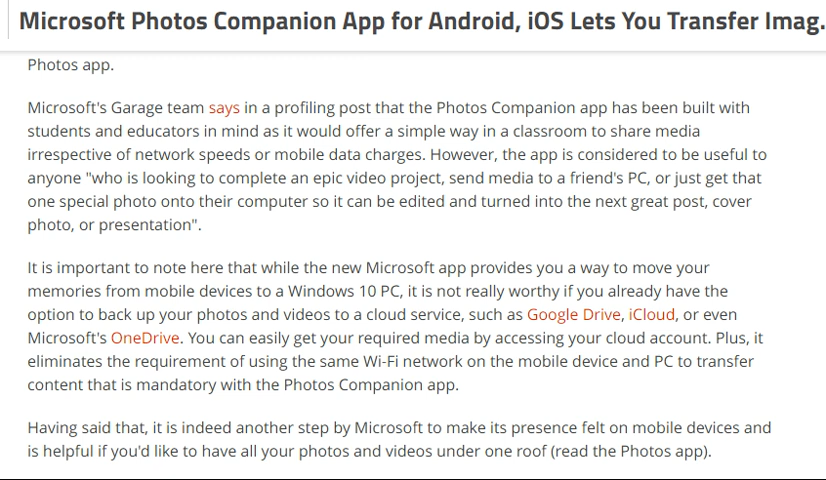 Microsoft Photos Companion App for Android, iOS Lets You Transfer Imag.
Photos app.
Microsoft's Garage team says in a profiling post that the Photos Companion app has been built with
students and educators in mind as it would offer a simple way in a classroom to share media
irrespective of network speeds or mobile data charges. However, the app is considered to be useful to
anyone "who is looking to complete an epic video project, send media to a friend's PC, or just get that
one special photo onto their computer so it can be edited and turned into the next great post, cover
photo, or presentation".
It is important to note here that while the new Microsoft app provides you a way to move your
memories from mobile devices to a Windows 10 PC, it is not really worthy if you already have the
option to back up your photos and videos to a cloud service, such as Google Drive, iCloud, or even
Microsoft's OneDrive. You can easily get your required media by accessing your cloud account. Plus, it
eliminates the requirement of using the same Wi-Fi network on the mobile device and PC to transfer
content that is mandatory with the Photos Companion app.
Having said that, it is indeed another step by Microsoft to make its presence felt on mobile devices and
is helpful if you'd like to have all your photos and videos under one roof (read the Photos app).